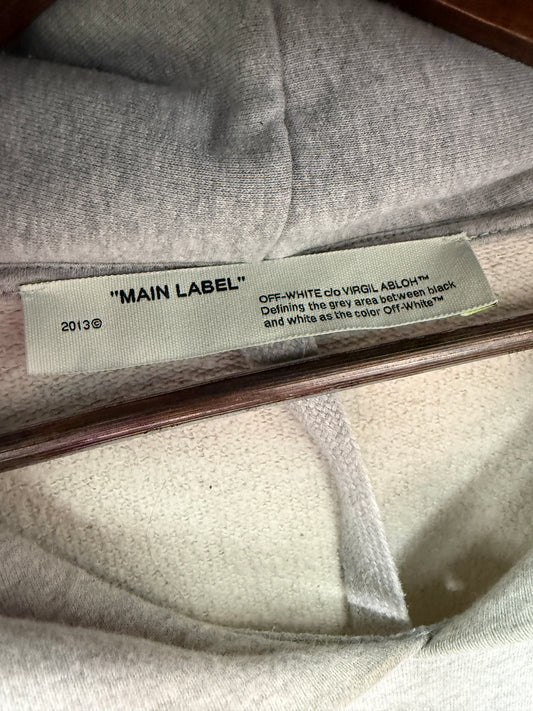 "MAIN LABEL"
2013©
OFF-WHITE c/o VIRGIL ABLOH™
Defining the grey area between black
and white as the color Off-White™